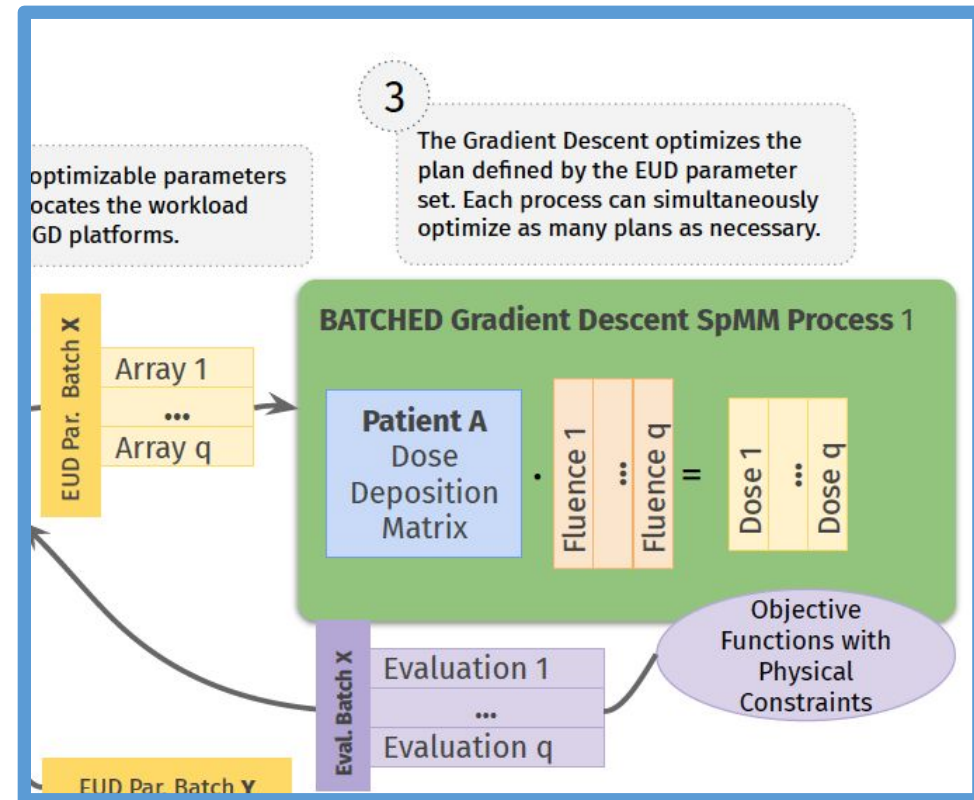 3
The Gradient Descent optimizes the
plan defined by the EUD parameter
set. Each process can simultaneously
optimize as many plans as necessary.
optimizable parameters
ocates the workload
GD platforms.
EUD Par. Batch X
Array 1
...
Array q
BATCHED Gradient Descent SpMM Process 1
Patient A
Dose
Deposition
Matrix
·
Fluence 1
...
Fluence q
=
Dose 1
...
Dose q
Objective
Functions with
Physical
Constraints
Eval. Batch X
Evaluation 1
...
Evaluation q
EUD Par. Batch Y